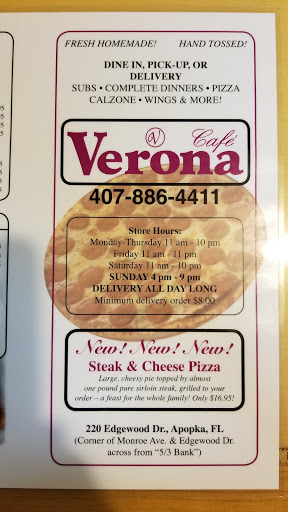 FRESH HOMEMADE! HAND TOSSED!
DINE IN, PICK-UP, OR
DELIVERY
SUBS • COMPLETE DINNERS • PIZZA
CALZONE • WINGS & MORE!
V Café
Verona
407-886-4411
Store Hours:
Monday-Thursday 11 am - 10 pm
Friday 11 am - 11 pm
Saturday 11 am - 10 pm
SUNDAY 4 pm - 9 pm
DELIVERY ALL DAY LONG
Minimum delivery order $8.00
New! New! New!
Steak & Cheese Pizza
Large, cheesy pie topped by almost
one pound pure sirloin steak, grilled to your
order – a feast for the whole family! Only $16.95!
220 Edgewood Dr., Apopka, FL
(Corner of Monroe Ave. & Edgewood Dr.
across from “5/3 Bank”)